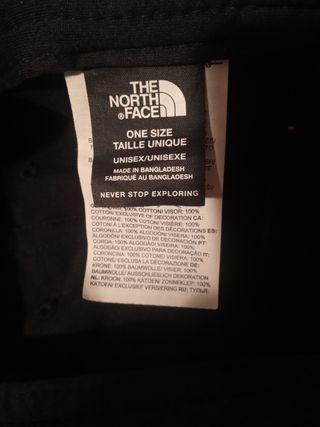 THE
NORTH
FACE
ONE SIZE
TAILLE UNIQUE
UNISEX/UNISEXE
MADE IN BANGLADESH
FABRIQUÉ AU BANGLADESH
NEVER STOP EXPLORING
100% COTTON/ VISOR: 100%
COTTON/ EXCLUSIVE OF DECORATION CA:
COURONNE: 100% COTON/ VISIÈRE: 100%
COTON/ À L'EXCEPTION DES DÉCORATIONS ES:
CORONILLA: 100% ALGODÓN/ VISERA: 100%
ALGODÓN/ EXCLUSIVO DE DECORACIÓN PT:
COROA: 100% ALGODÃO/ VISEIRA: 100%
ALGODÃO/ EXCLUSIVO DE DECORAÇÃO IT:
CORONCINA: 100% COTONE/ VISIERA: 100%
COTONE/ ESCLUSA LA DECORAZIONE DE:
KRONE: 100% BAUMWOLLE/ VISIER: 100%
BAUMWOLLE/ AUSSCHLIEßLICH DEKORATION
NL: KROON: 100% KATOEN/ ZONNEKLEP: 100%
KATOEN/ EXCLUSIEF VERSIERING RU: ТУЛЬЯ: